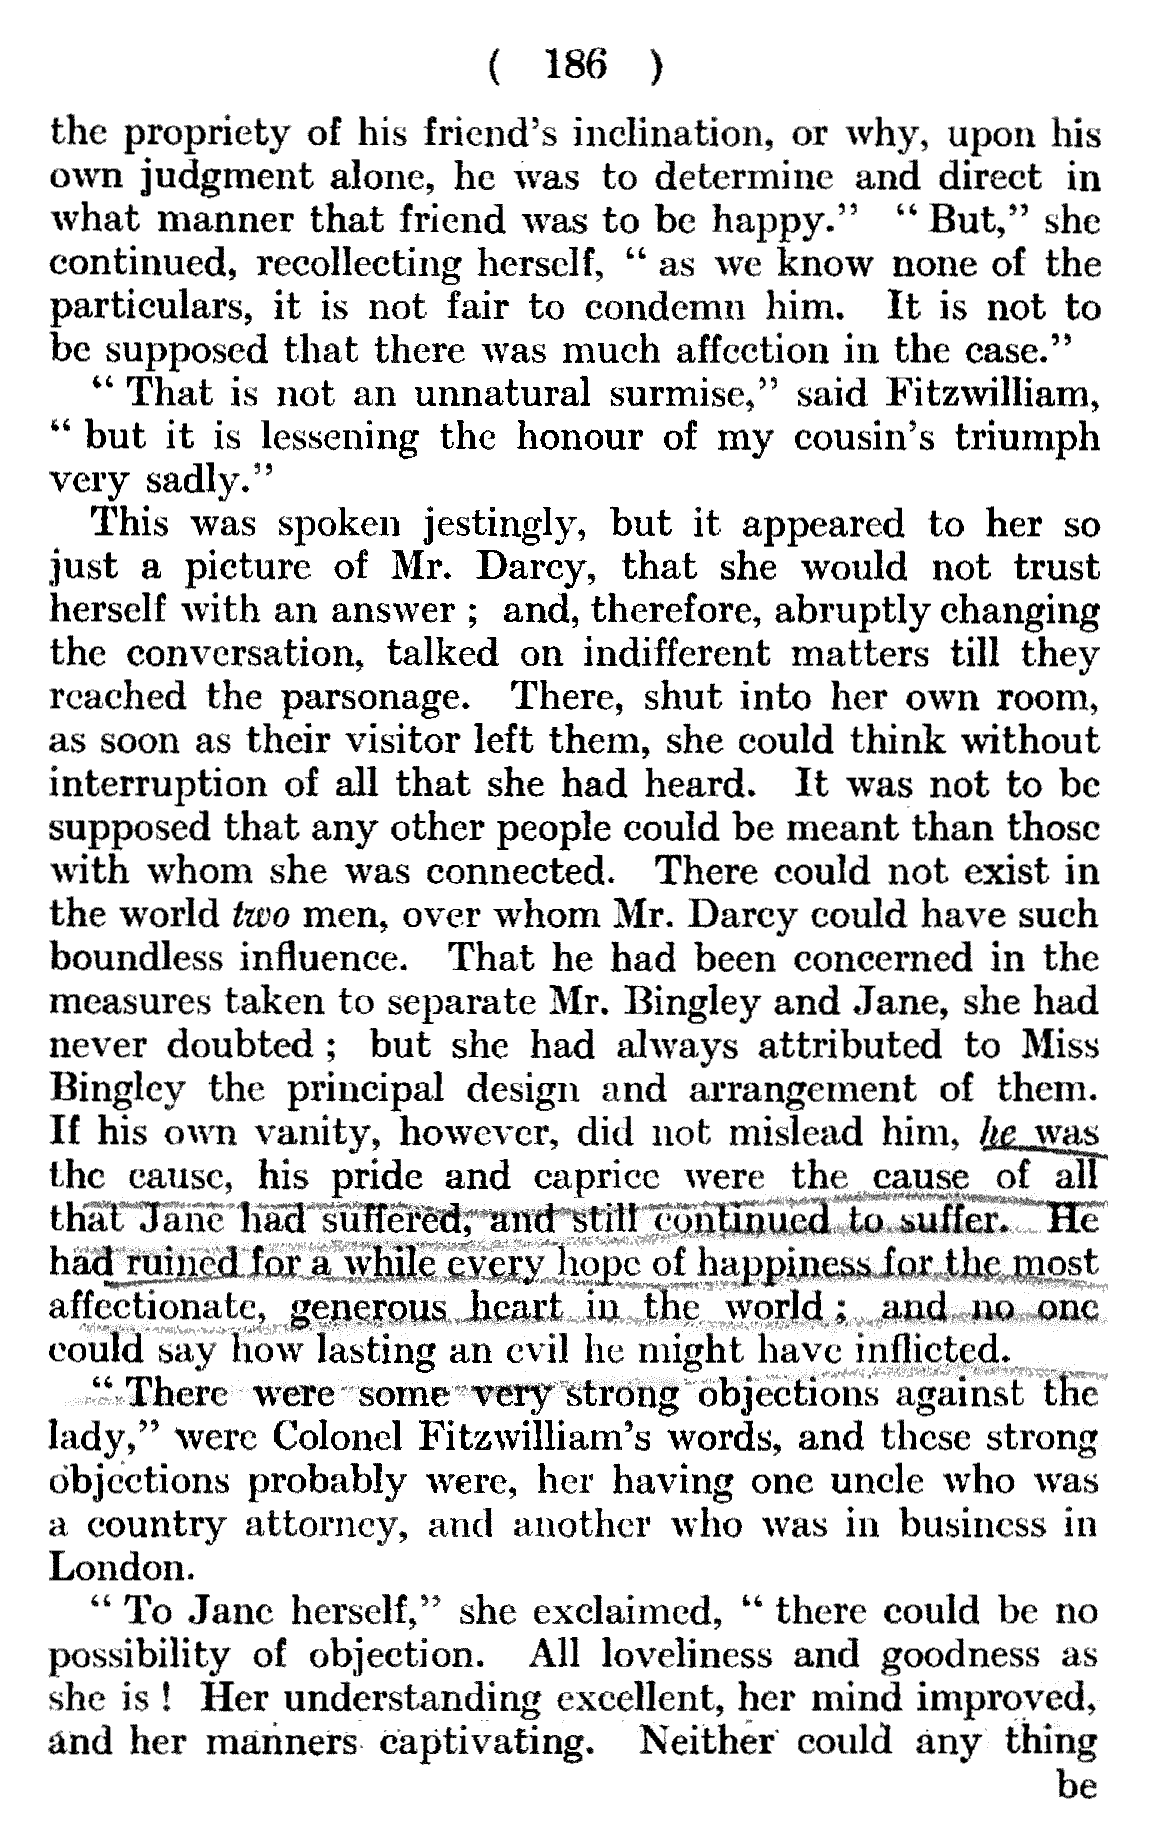 ( 186 )
the propriety of his friend's inclination, or why, upon his
own judgment alone, he was to determine and direct in
what manner that friend was to be happy." " But," she
continued, recollecting herself, " as we know none of the
particulars, it is not fair to condemn him. It is not to
be supposed that there was much affection in the case."
" That is not an unnatural surmise," said Fitzwilliam,
" but it is lessening the honour of my cousin's triumph
very sadly."
This was spoken jestingly, but it appeared to her so
just a picture of Mr. Darcy, that she would not trust
herself with an answer ; and, therefore, abruptly changing
the conversation, talked on indifferent matters till they
reached the parsonage. There, shut into her own room,
as soon as their visitor left them, she could think without
interruption of all that she had heard. It was not to be
supposed that any other people could be meant than those
with whom she was connected. There could not exist in
the world two men, over whom Mr. Darcy could have such
boundless influence. That he had been concerned in the
measures taken to separate Mr. Bingley and Jane, she had
never doubted ; but she had always attributed to Miss
Bingley the principal design and arrangement of them.
If his own vanity, however, did not mislead him, he was
the cause, his pride and caprice were the cause of all
that Jane had suffered, and still continued to suffer. He
had ruined for a while every hope of happiness for the most
affectionate, generous heart in the world ; and no one
could say how lasting an evil he might have inflicted.
" There were some very strong objections against the
lady," were Colonel Fitzwilliam's words, and these strong
objections probably were, her having one uncle who was
a country attorney, and another who was in business in
London.
" To Jane herself," she exclaimed, " there could be no
possibility of objection. All loveliness and goodness as
she is ! Her understanding excellent, her mind improved,
and her manners captivating. Neither could any thing
be